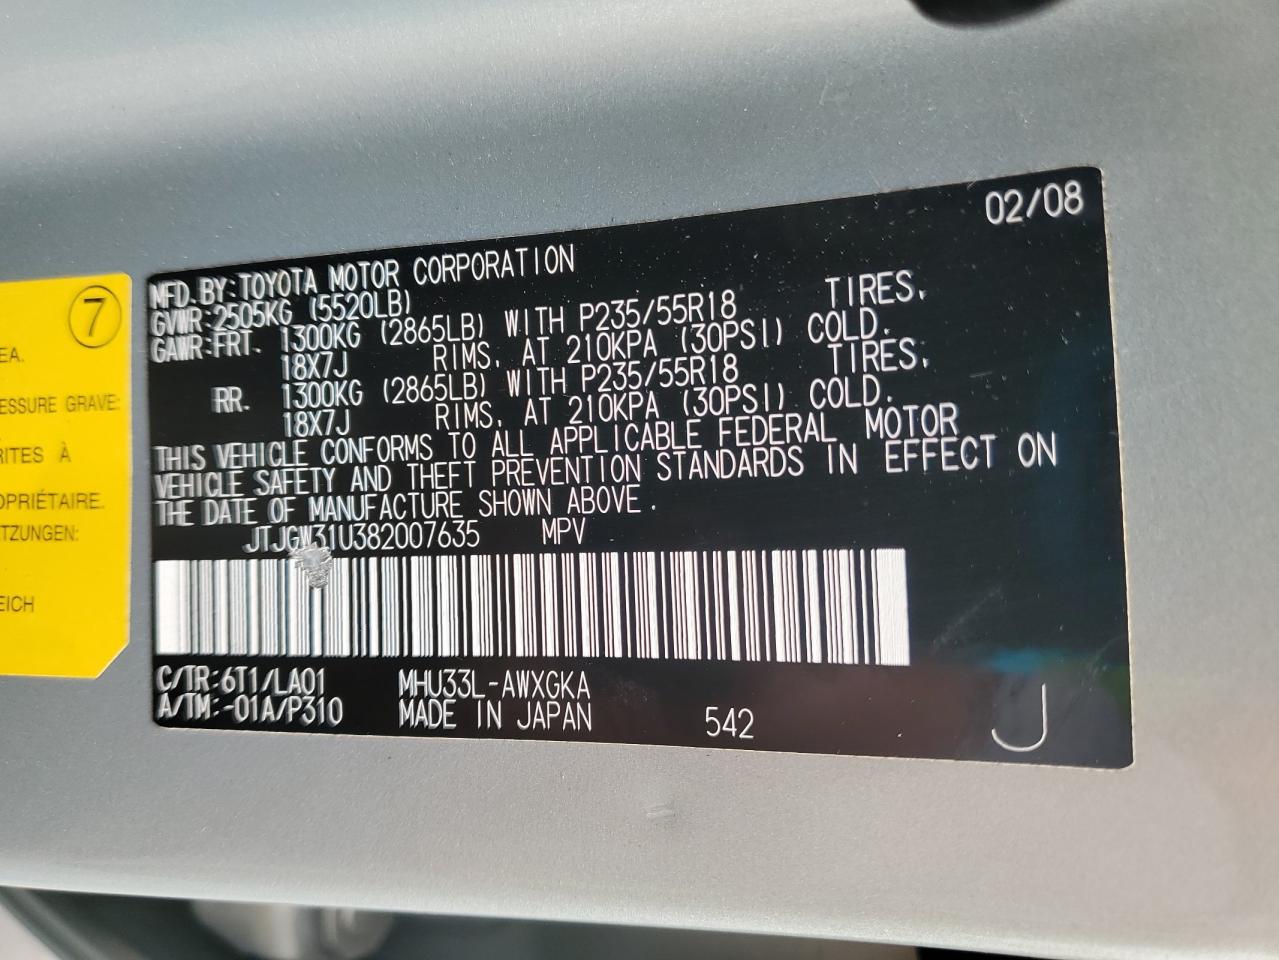 7
EA.
ESSURE GRAVE:
RITES À
OPRIÉTAIRE.
TZUNGEN:
EICH
02/08
MFD.BY:TOYOTA MOTOR CORPORATION
GVWR:2505KG (5520LB)
GAWR:FRT. 1300KG (2865LB) WITH P235/55R18 TIRES,
18X7J RIMS, AT 210KPA (30PSI) COLD.
RR. 1300KG (2865LB) WITH P235/55R18 TIRES,
18X7J RIMS, AT 210KPA (30PSI) COLD.
THIS VEHICLE CONFORMS TO ALL APPLICABLE FEDERAL MOTOR
VEHICLE SAFETY AND THEFT PREVENTION STANDARDS IN EFFECT ON
THE DATE OF MANUFACTURE SHOWN ABOVE.
JTJGW31U382007635 MPV
C/TR:6T1/LA01 MHU33L-AWXGKA
A/TM:-01A/P310 MADE IN JAPAN 542 J